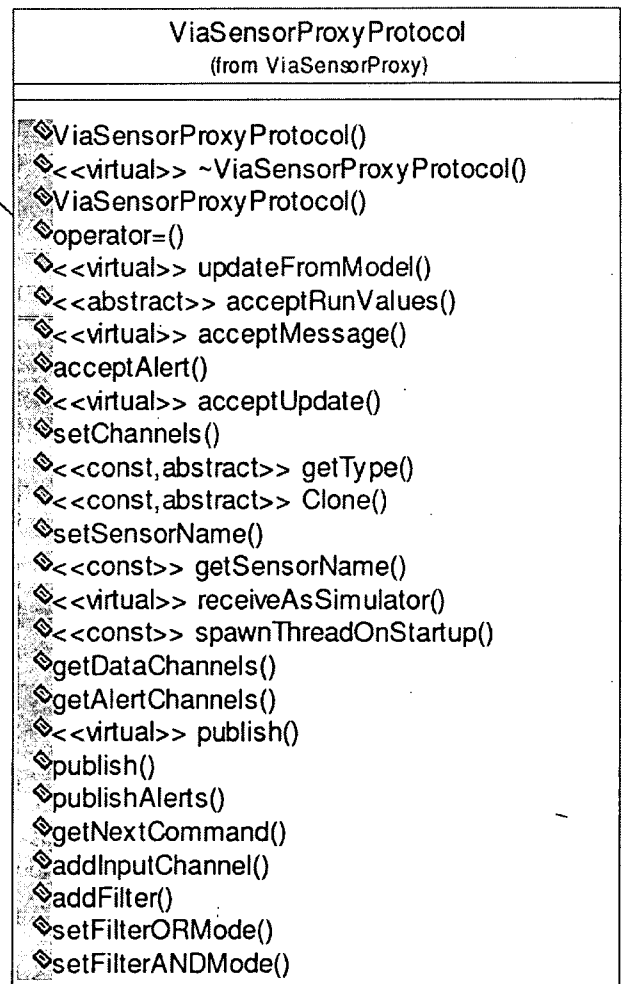 ViaSensorProxyProtocol
(from ViaSensorProxy)
ViaSensorProxyProtocol()
<<virtual>> ~ViaSensorProxyProtocol()
ViaSensorProxyProtocol()
operator=()
<<virtual>> updateFromModel()
<<abstract>> acceptRunValues()
<<virtual>> acceptMessage()
acceptAlert()
<<virtual>> acceptUpdate()
setChannels()
<<const,abstract>> getType()
<<const,abstract>> Clone()
setSensorName()
<<const>> getSensorName()
<<virtual>> receiveAsSimulator()
<<const>> spawnThreadOnStartup()
getDataChannels()
getAlertChannels()
<<virtual>> publish()
publish()
publishAlerts()
getNextCommand()
addInputChannel()
addFilter()
setFilterORMode()
setFilterANDMode()